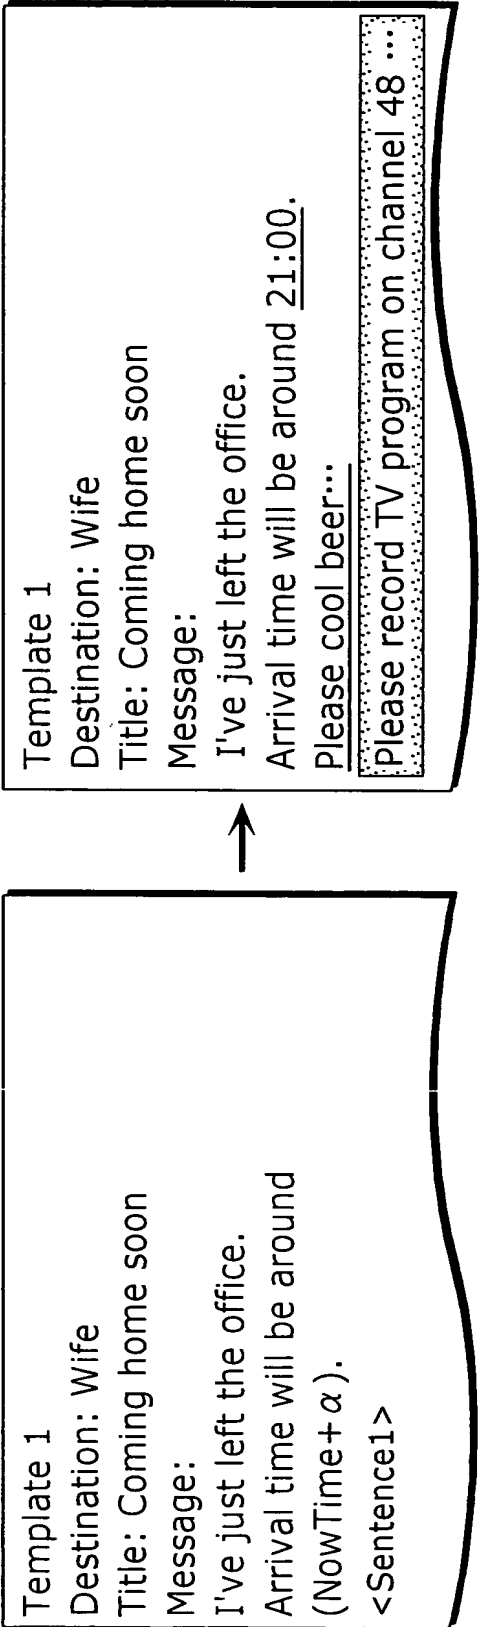 Template 1
Destination: Wife
Title: Coming home soon
Message:
I've just left the office.
Arrival time will be around
(NowTime+α).
<Sentence1>
Template 1
Destination: Wife
Title: Coming home soon
Message:
I've just left the office.
Arrival time will be around 21:00.
Please cool beer···
Please record TV program on channel 48 ···